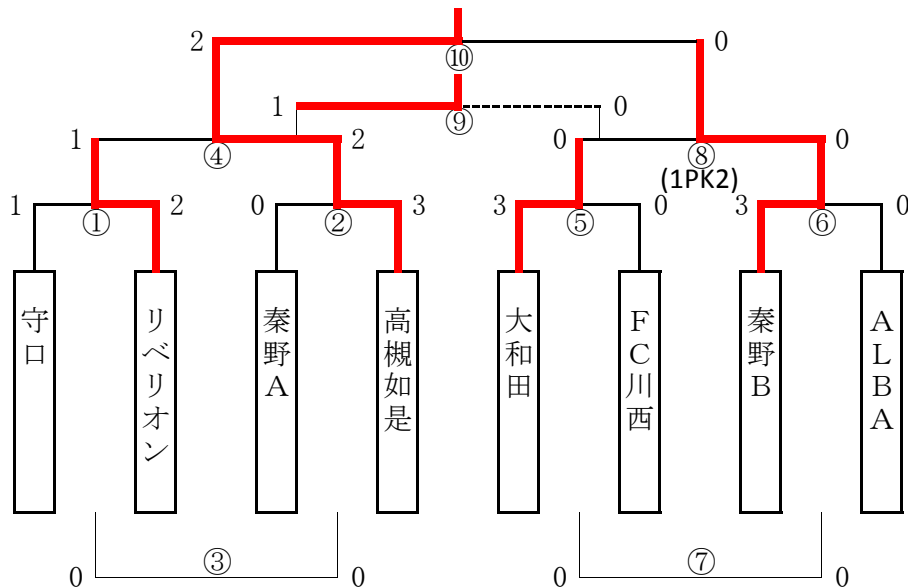 2 0
⑩
1 0
⑨
1 2 0 0
④ ⑧
(1PK2)
1 2 0 3 3 0 3 0
① ② ⑤ ⑥
守口
リベリオン
秦野A
高槻如是
大和田
FC川西
秦野B
ALBA
③ ⑦
0 0 0 0